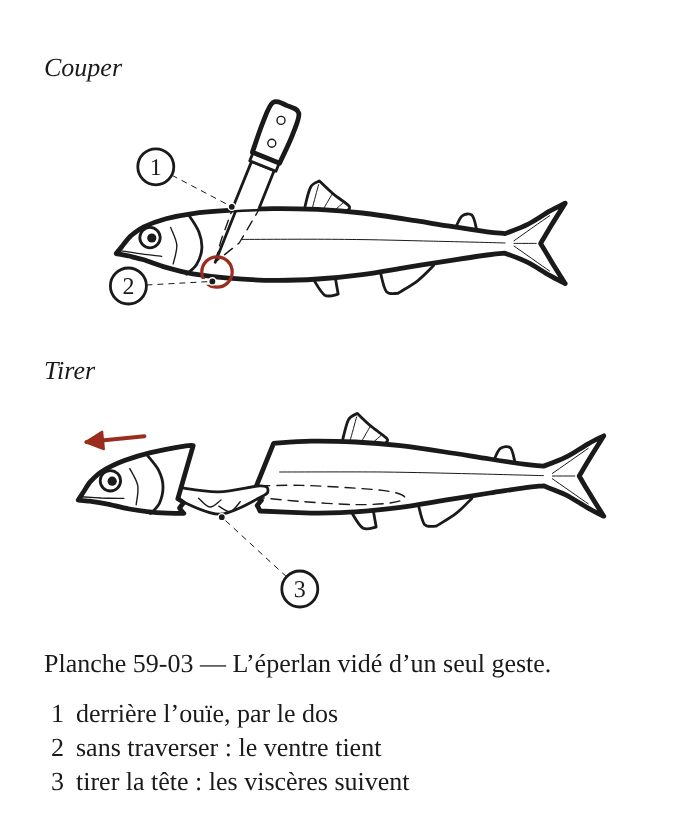 Couper
1
2
Tirer
3
Planche 59-03 — L’éperlan vidé d’un seul geste.
1 derrière l’ouïe, par le dos
2 sans traverser : le ventre tient
3 tirer la tête : les viscères suivent